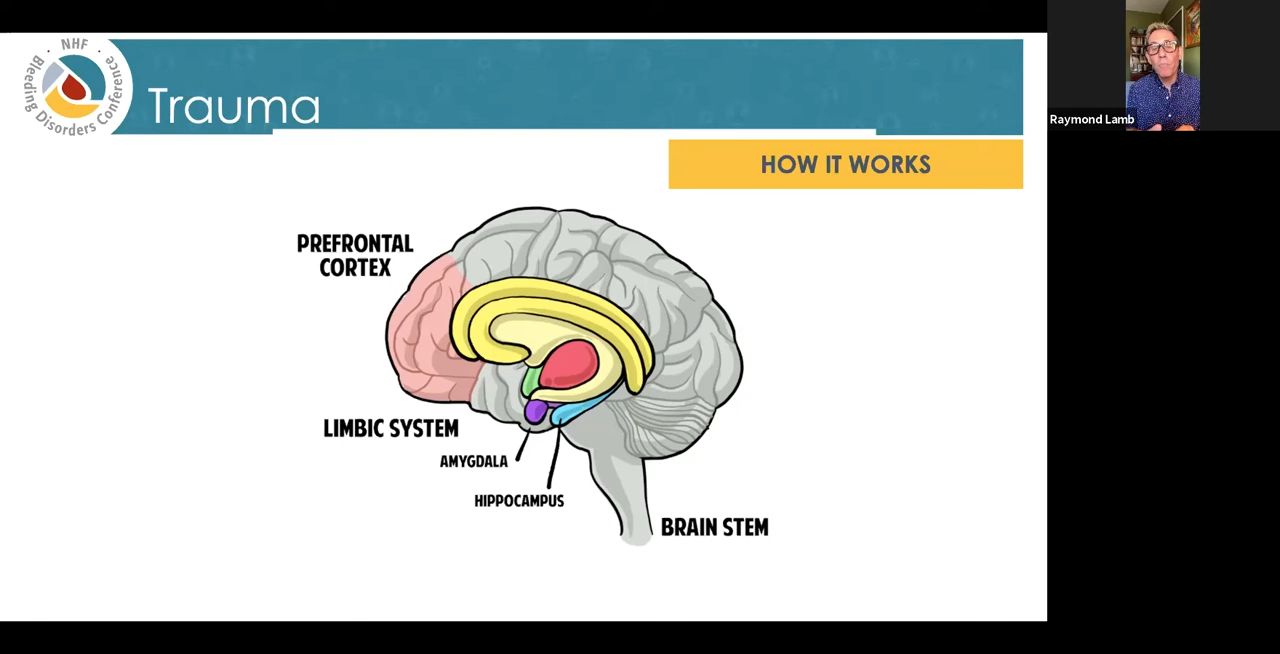 · NHF ·
Bleeding Disorders Conference
Trauma
HOW IT WORKS
PREFRONTAL
CORTEX
LIMBIC SYSTEM
AMYGDALA
HIPPOCAMPUS
BRAIN STEM
Raymond Lamb